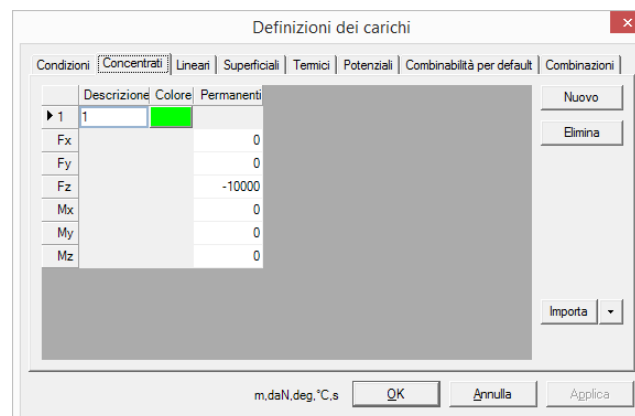 Definizioni dei carichi
Condizioni Concentrati Lineari Superficiali Termici Potenziali Combinabilità per default Combinazioni
Descrizione Colore Permanenti Nuovo
1 1
Elimina
Fx 0
Fy 0
Fz -10000
Mx 0
My 0
Mz 0
Importa
m,daN,deg,°C,s OK Annulla Applica